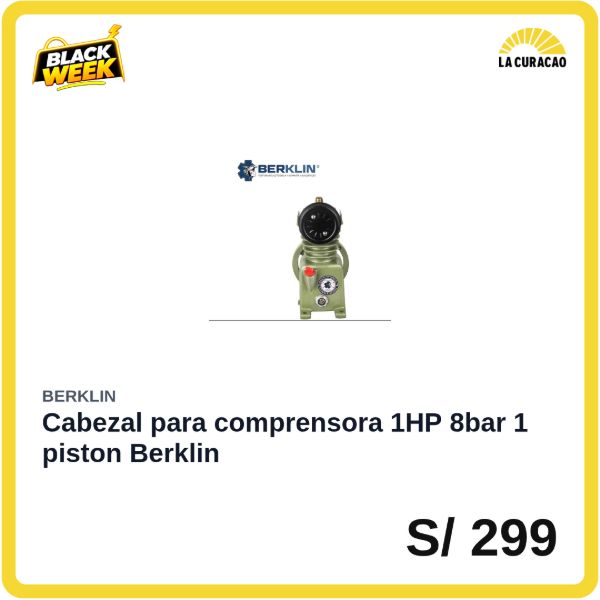 BLACK
WEEK
LA CURACAO
BERKLIN®
BERKLIN
Cabezal para comprensora 1HP 8bar 1
piston Berklin
S/ 299